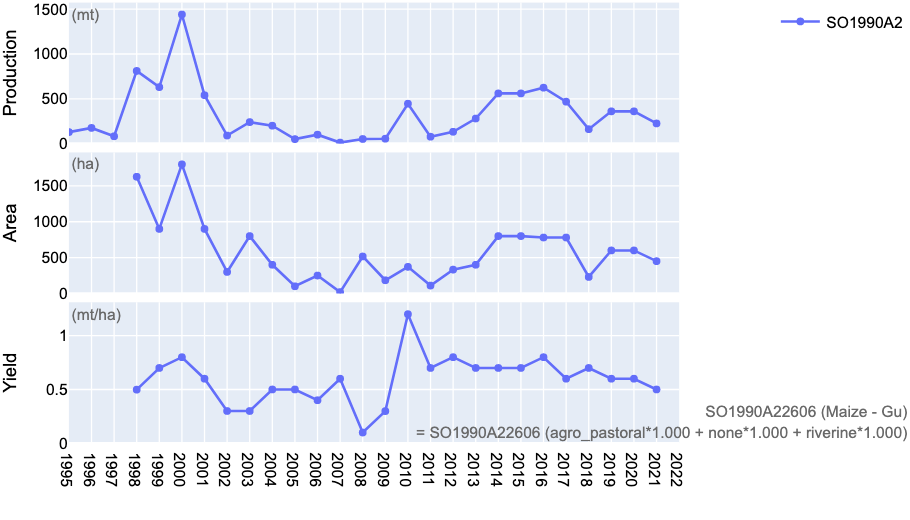 1500
(mt)
SO1990A2
1000
Production
500
0
(ha)
1500
1000
Area
500
0
(mt/ha)
1
Yield
0.5
SO1990A22606 (Maize - Gu)
= SO1990A22606 (agro_pastoral*1.000 + none*1.000 + riverine*1.000)
0
1995 1996 1997 1998 1999 2000 2001 2002 2003 2004 2005 2006 2007 2008 2009 2010 2011 2012 2013 2014 2015 2016 2017 2018 2019 2020 2021 2022